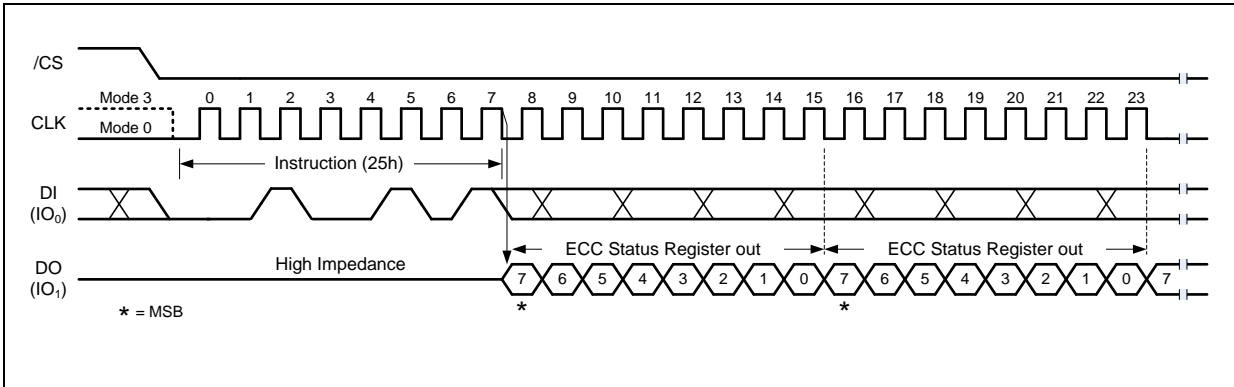 /CS
Mode 3
0 1 2 3 4 5 6 7 8 9 10 11 12 13 14 15 16 17 18 19 20 21 22 23
CLK
Mode 0
Instruction (25h)
DI
(IO0)
ECC Status Register out ECC Status Register out
High Impedance
DO
(IO1)
7 6 5 4 3 2 1 0 7 6 5 4 3 2 1 0 7
* *
* = MSB